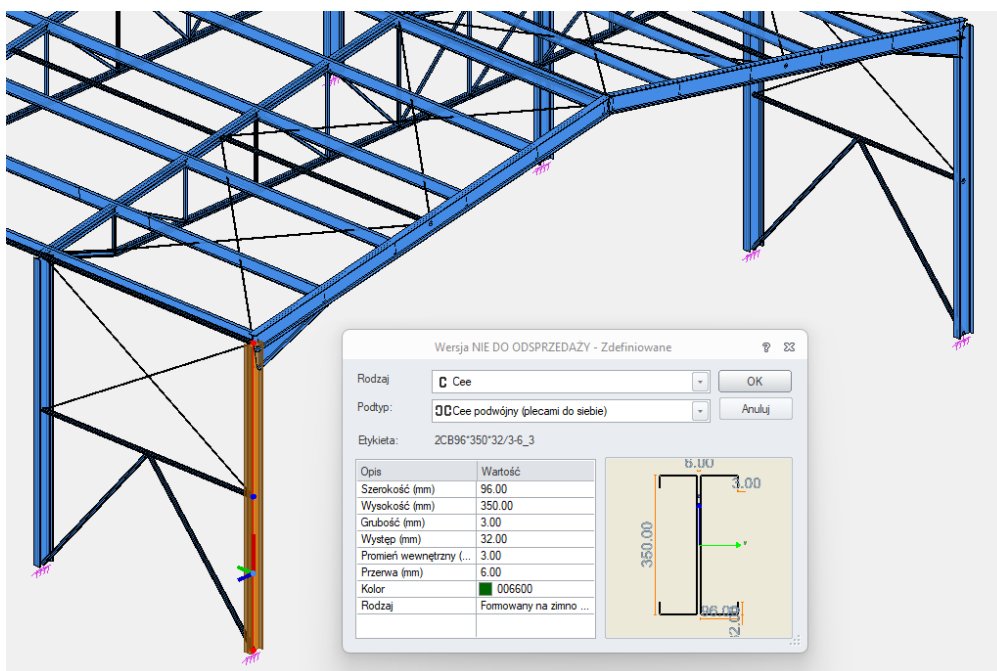 Wersja NIE DO ODSPRZEDAŻY - Zdefiniowane
Rodzaj C Cee OK
Podtyp: Cee podwójny (plecami do siebie) Anuluj
Etykieta: 2CB96*350*32/3-6_3
Opis Wartość
Szerokość (mm) 96.00
Wysokość (mm) 350.00
Grubość (mm) 3.00
Występ (mm) 32.00
Promień wewnętrzny (... 3.00
Przerwa (mm) 6.00
Kolor 006600
Rodzaj Formowany na zimno ...
6.00
3.00
350.00
96.00